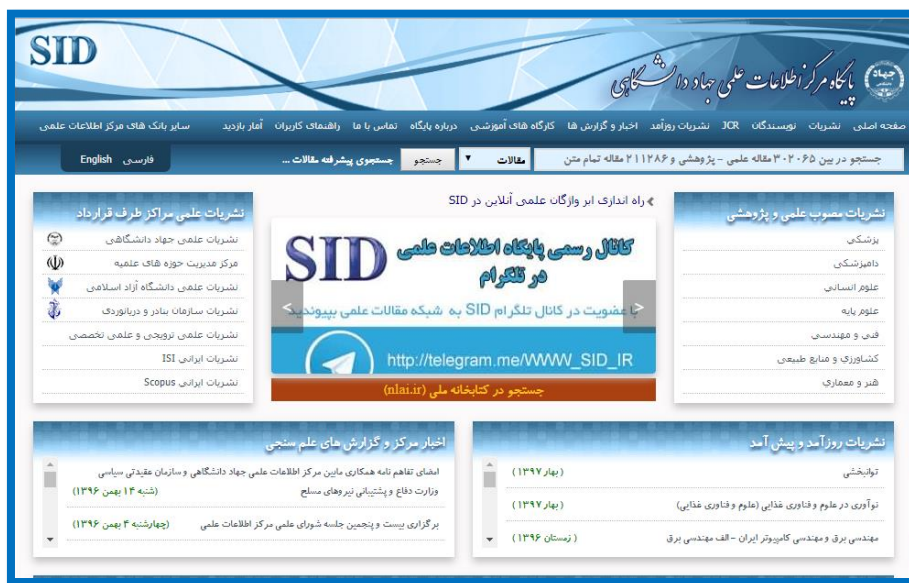 SID
پایگاه مرکز اطلاعات علمی جهاد دانشگاهی
صفحه اصلی نشریات نویسندگان JCR نشریات روزآمد اخبار و گزارش ها کارگاه های آموزشی درباره پایگاه تماس با ما راهنمای کاربران آمار بازدید سایر بانک های مرکز اطلاعات علمی
جستجو در بین ۳۰۲۰۶۵ مقاله علمی - پژوهشی و ۲۱۱۲۸۶ مقاله تمام متن مقالات جستجو جستجوی پیشرفته مقالات ... فارسی English
نشریات مصوب علمی و پژوهشی
پزشکی
دامپزشکی
علوم انسانی
علوم پایه
فنی و مهندسی
کشاورزی و منابع طبیعی
هنر و معماری
راه اندازی ابر واژگان علمی آنلاین در SID
کانال رسمی پایگاه اطلاعات علمی SID
در تلگرام
با عضویت در کانال تلگرام SID به شبکه مقالات علمی بپیوندید
http://telegram.me/WWW_SID_IR
جستجو در کتابخانه ملی (nlai.ir)
نشریات علمی مراکز طرف قرارداد
نشریات علمی جهاد دانشگاهی
مرکز مدیریت حوزه های علمیه
نشریات علمی دانشگاه آزاد اسلامی
نشریات سازمان بنادر و دریانوردی
نشریات علمی ترویجی و علمی تخصصی
نشریات ایرانی ISI
نشریات ایرانی Scopus
نشریات روزآمد و پیش آمد
توانبخشی (بهار ۱۳۹۷)
نوآوری در علوم و فناوری غذایی (علوم و فناوری غذایی) (بهار ۱۳۹۷)
مهندسی برق و مهندسی کامپیوتر ایران - الف مهندسی برق (زمستان ۱۳۹۶)
اخبار مرکز و گزارش های علم سنجی
امضای تفاهم نامه همکاری مابین مرکز اطلاعات علمی جهاد دانشگاهی و سازمان عقیدتی سیاسی
وزارت دفاع و پشتیبانی نیروهای مسلح (شنبه ۱۴ بهمن ۱۳۹۶)
برگزاری بیست و پنجمین جلسه شورای علمی مرکز اطلاعات علمی (چهارشنبه ۴ بهمن ۱۳۹۶)